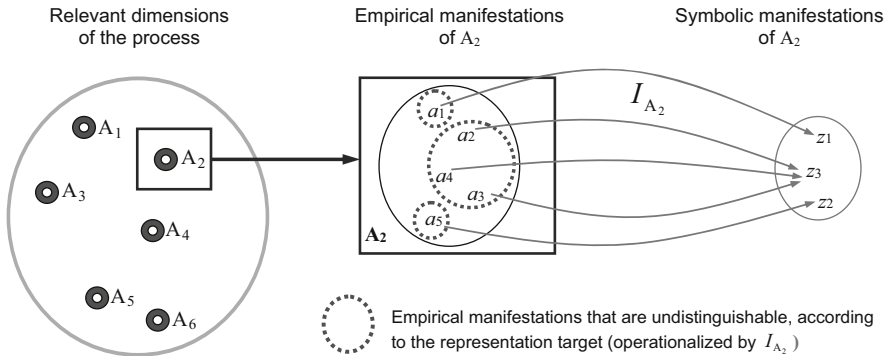 Relevant dimensions
of the process
Empirical manifestations
of A2
Symbolic manifestations
of A2
A1
A2
A3
A4
A5
A6
a1
a2
a4
a3
a5
A2
IA2
z1
z3
z2
Empirical manifestations that are undistinguishable, according
to the representation target (operationalized by IA2)